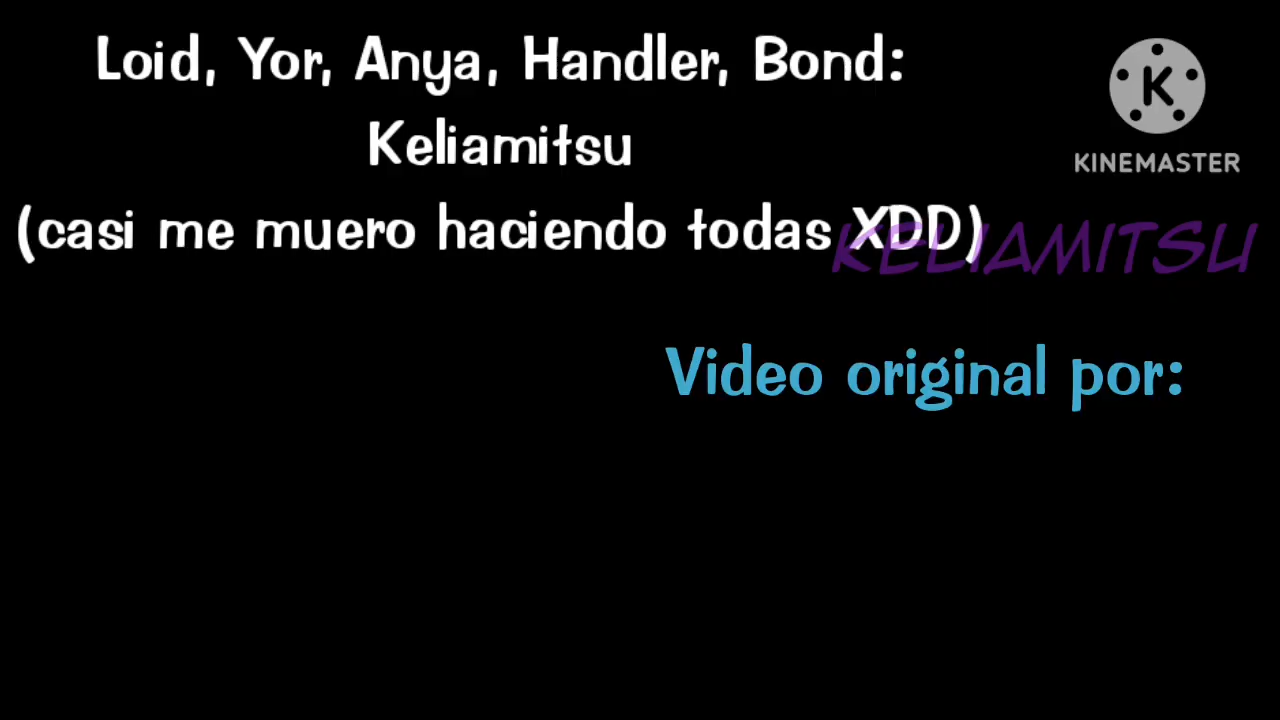 Loid, Yor, Anya, Handler, Bond:
Keliamitsu
(casi me muero haciendo todas XDD)
K
KINEMASTER
KELIAMITSU
Video original por: